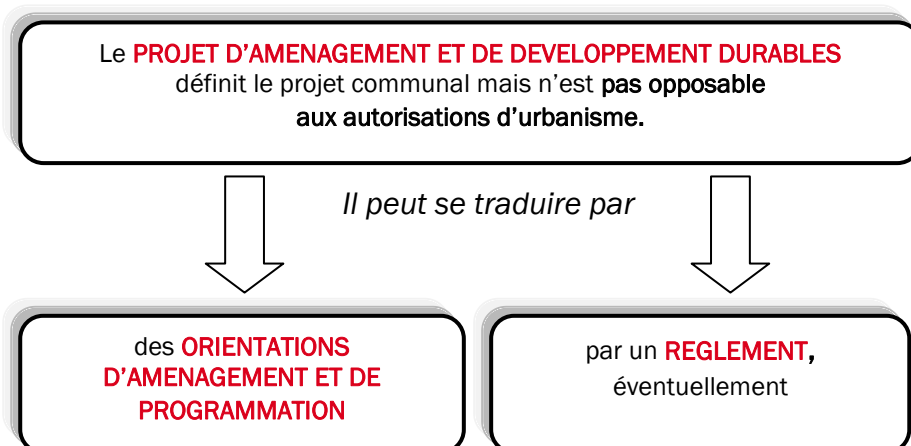 Le PROJET D’AMENAGEMENT ET DE DEVELOPPEMENT DURABLES
définit le projet communal mais n’est pas opposable
aux autorisations d’urbanisme.
Il peut se traduire par
des ORIENTATIONS
D’AMENAGEMENT ET DE
PROGRAMMATION
par un REGLEMENT,
éventuellement